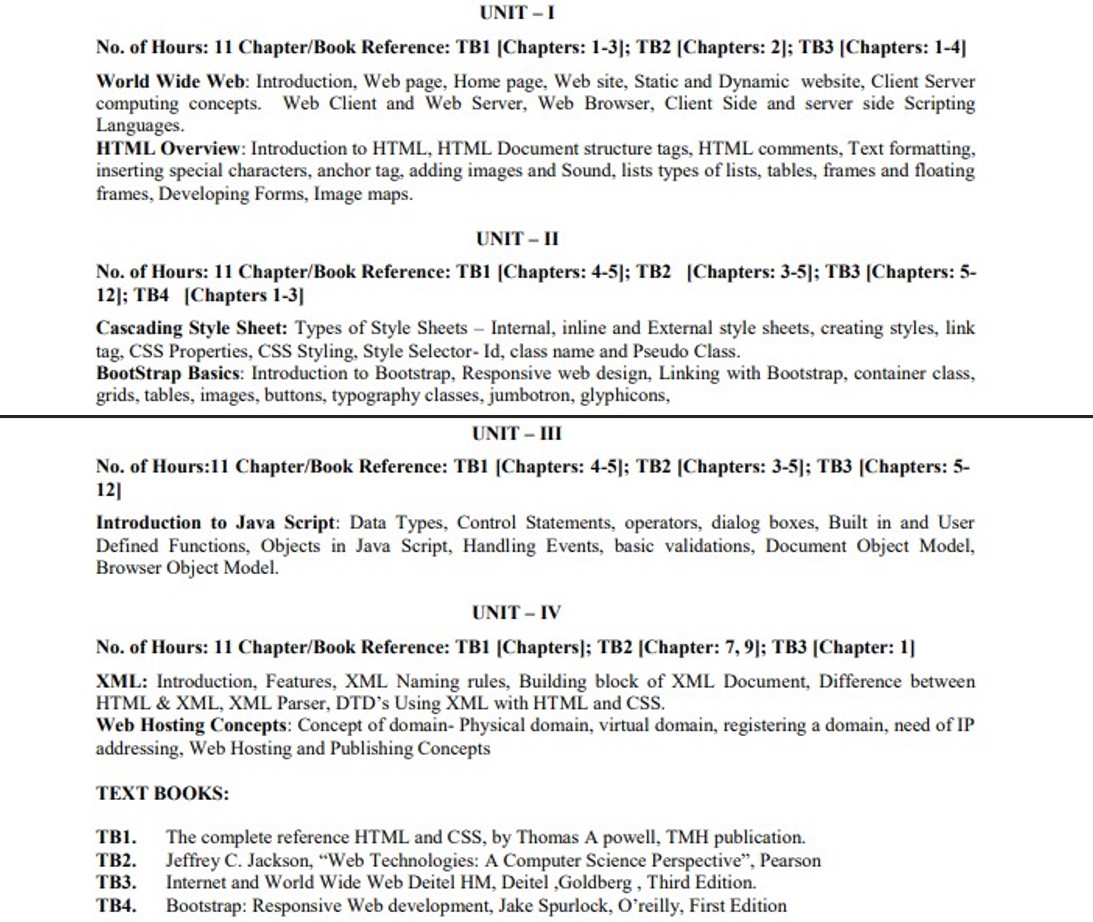 UNIT – I
No. of Hours: 11 Chapter/Book Reference: TB1 [Chapters: 1-3]; TB2 [Chapters: 2]; TB3 [Chapters: 1-4]
World Wide Web: Introduction, Web page, Home page, Web site, Static and Dynamic website, Client Server
computing concepts. Web Client and Web Server, Web Browser, Client Side and server side Scripting
Languages.
HTML Overview: Introduction to HTML, HTML Document structure tags, HTML comments, Text formatting,
inserting special characters, anchor tag, adding images and Sound, lists types of lists, tables, frames and floating
frames, Developing Forms, Image maps.
UNIT – II
No. of Hours: 11 Chapter/Book Reference: TB1 [Chapters: 4-5]; TB2 [Chapters: 3-5]; TB3 [Chapters: 5-
12]; TB4 [Chapters 1-3]
Cascading Style Sheet: Types of Style Sheets – Internal, inline and External style sheets, creating styles, link
tag, CSS Properties, CSS Styling, Style Selector- Id, class name and Pseudo Class.
BootStrap Basics: Introduction to Bootstrap, Responsive web design, Linking with Bootstrap, container class,
grids, tables, images, buttons, typography classes, jumbotron, glyphicons,
UNIT – III
No. of Hours:11 Chapter/Book Reference: TB1 [Chapters: 4-5]; TB2 [Chapters: 3-5]; TB3 [Chapters: 5-
12]
Introduction to Java Script: Data Types, Control Statements, operators, dialog boxes, Built in and User
Defined Functions, Objects in Java Script, Handling Events, basic validations, Document Object Model,
Browser Object Model.
UNIT – IV
No. of Hours: 11 Chapter/Book Reference: TB1 [Chapters]; TB2 [Chapter: 7, 9]; TB3 [Chapter: 1]
XML: Introduction, Features, XML Naming rules, Building block of XML Document, Difference between
HTML & XML, XML Parser, DTD's Using XML with HTML and CSS.
Web Hosting Concepts: Concept of domain- Physical domain, virtual domain, registering a domain, need of IP
addressing, Web Hosting and Publishing Concepts
TEXT BOOKS:
TB1. The complete reference HTML and CSS, by Thomas A powell, TMH publication.
TB2. Jeffrey C. Jackson, “Web Technologies: A Computer Science Perspective”, Pearson
TB3. Internet and World Wide Web Deitel HM, Deitel ,Goldberg , Third Edition.
TB4. Bootstrap: Responsive Web development, Jake Spurlock, O'reilly, First Edition